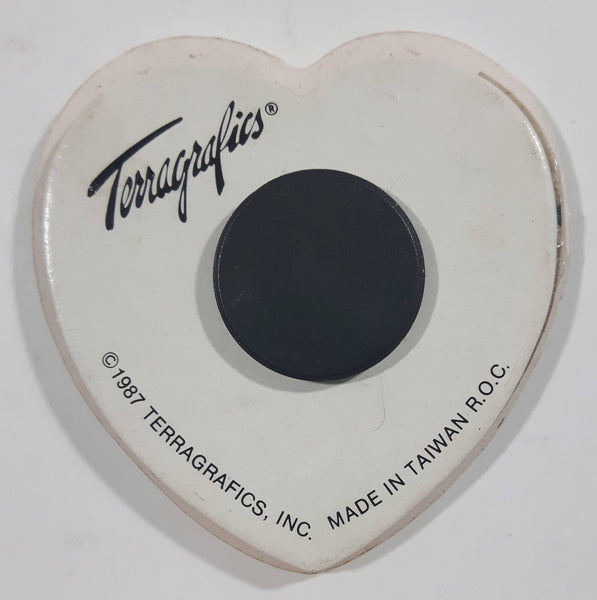 Terragrafics®
©1987 TERRAGRAFICS, INC. MADE IN TAIWAN R.O.C.